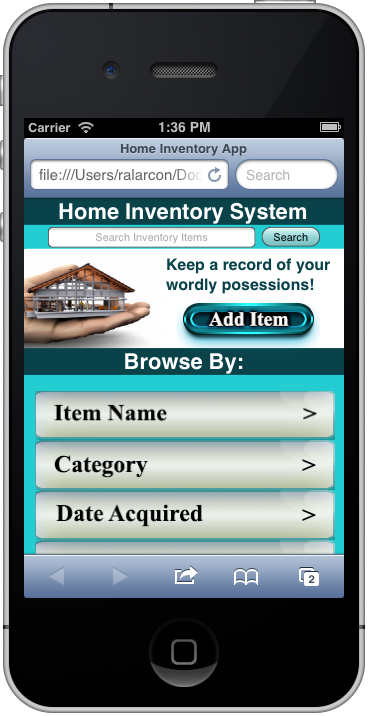 Carrier 1:36 PM
Home Inventory App
file:///Users/ralarcon/Doc Search
Home Inventory System
Search Inventory Items Search
Keep a record of your
wordly posessions!
Add Item
Browse By:
Item Name >
Category >
Date Acquired >
2